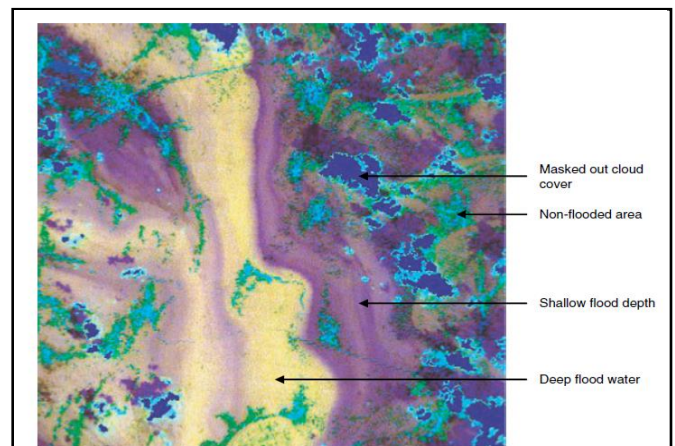 Masked out cloud
cover
Non-flooded area
Shallow flood depth
Deep flood water